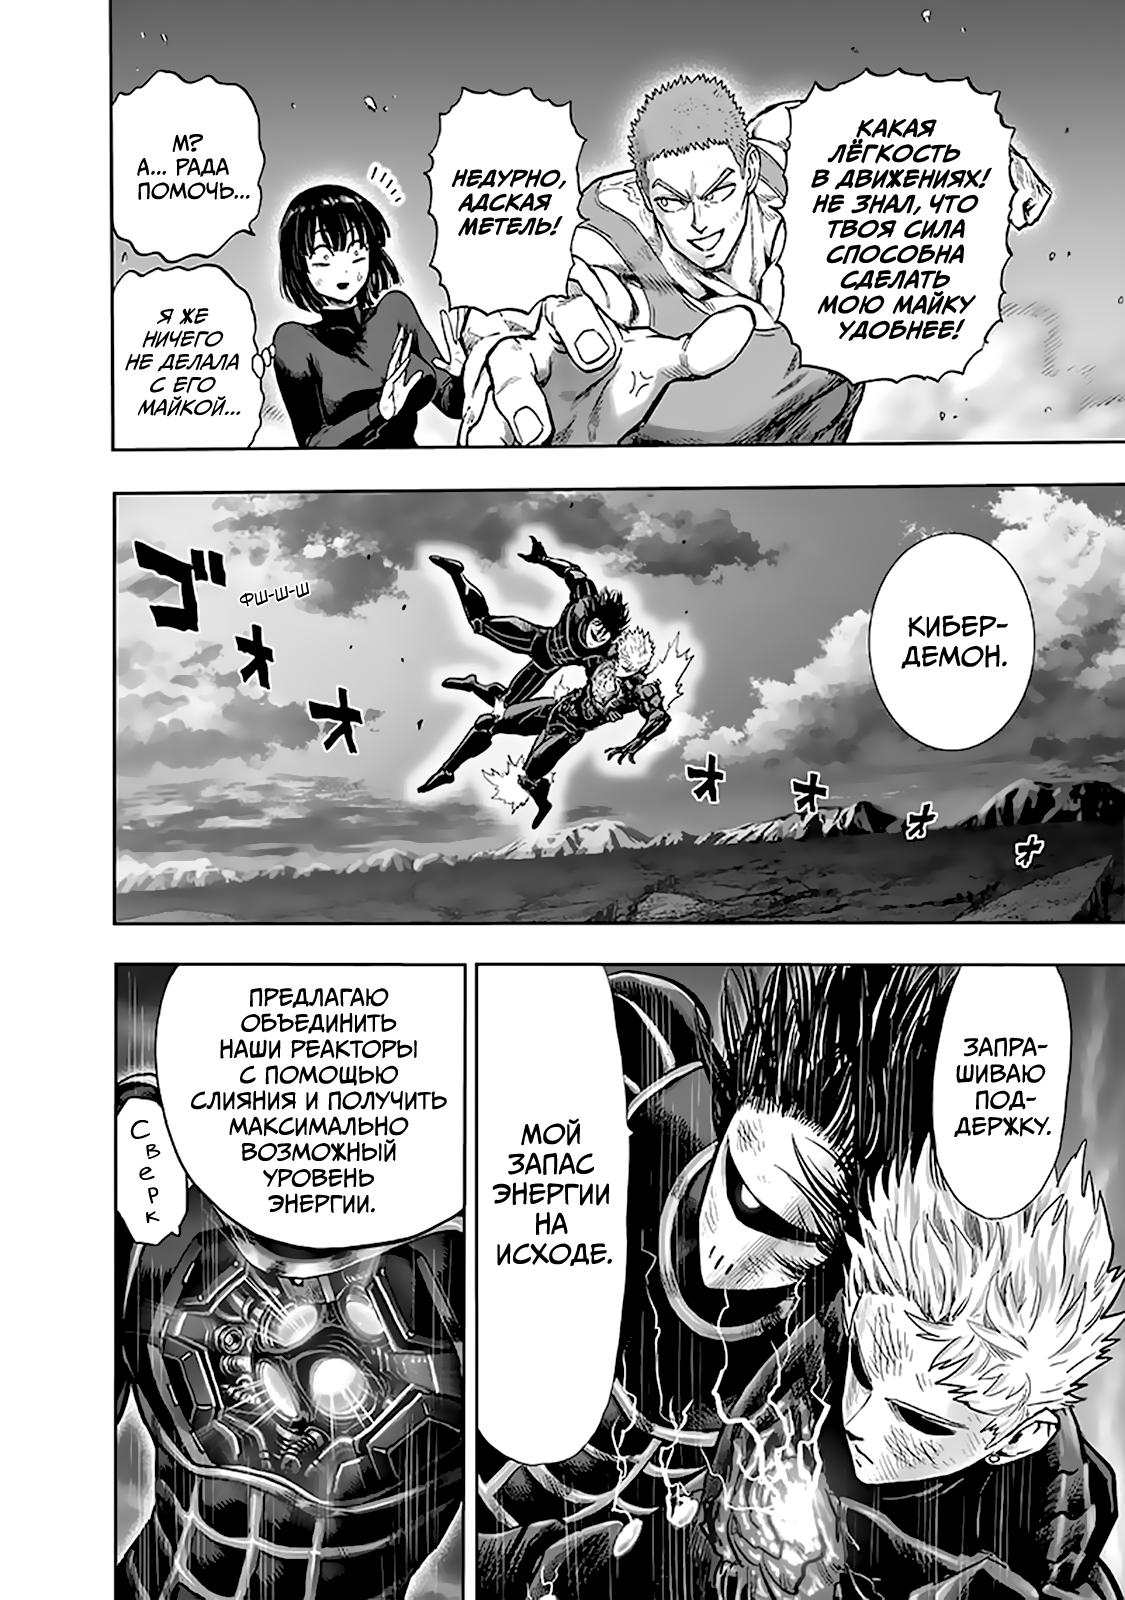 КАКАЯ
ЛЁГКОСТЬ
В ДВИЖЕНИЯХ!
НЕ ЗНАЛ, ЧТО
ТВОЯ СИЛА
СПОСОБНА
СДЕЛАТЬ
МОЮ МАЙКУ
УДОБНЕЕ!
НЕДУРНО,
АДСКАЯ
МЕТЕЛЬ!
М?
А... РАДА
ПОМОЧЬ...
Я ЖЕ
НИЧЕГО
НЕ ДЕЛАЛА
С ЕГО
МАЙКОЙ...
КИБЕР-
ДЕМОН.
ゴ
ォ
ォ
ォ
ォ
ォ
ォ
ФШ-Ш-Ш
ЗАПРА-
ШИВАЮ
ПОД-
ДЕРЖКУ.
МОЙ
ЗАПАС
ЭНЕРГИИ
НА
ИСХОДЕ.
ПРЕДЛАГАЮ
ОБЪЕДИНИТЬ
НАШИ РЕАКТОРЫ
С ПОМОЩЬЮ
СЛИЯНИЯ И ПОЛУЧИТЬ
МАКСИМАЛЬНО
ВОЗМОЖНЫЙ
УРОВЕНЬ
ЭНЕРГИИ.
Сверк